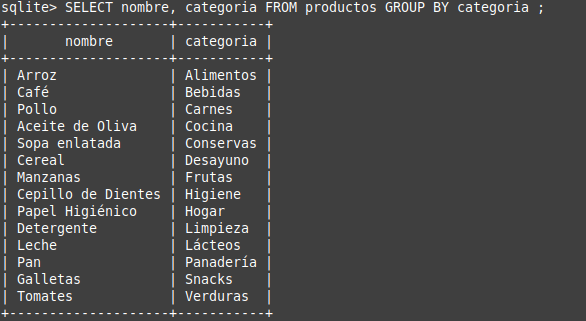 sqlite> SELECT nombre, categoria FROM productos GROUP BY categoria ;
+--------------------+-----------+
|       nombre       | categoria |
+--------------------+-----------+
| Arroz              | Alimentos |
| Café               | Bebidas   |
| Pollo              | Carnes    |
| Aceite de Oliva    | Cocina    |
| Sopa enlatada      | Conservas |
| Cereal             | Desayuno  |
| Manzanas           | Frutas    |
| Cepillo de Dientes | Higiene   |
| Papel Higiénico    | Hogar     |
| Detergente         | Limpieza  |
| Leche              | Lácteos   |
| Pan                | Panadería |
| Galletas           | Snacks    |
| Tomates            | Verduras  |
+--------------------+-----------+